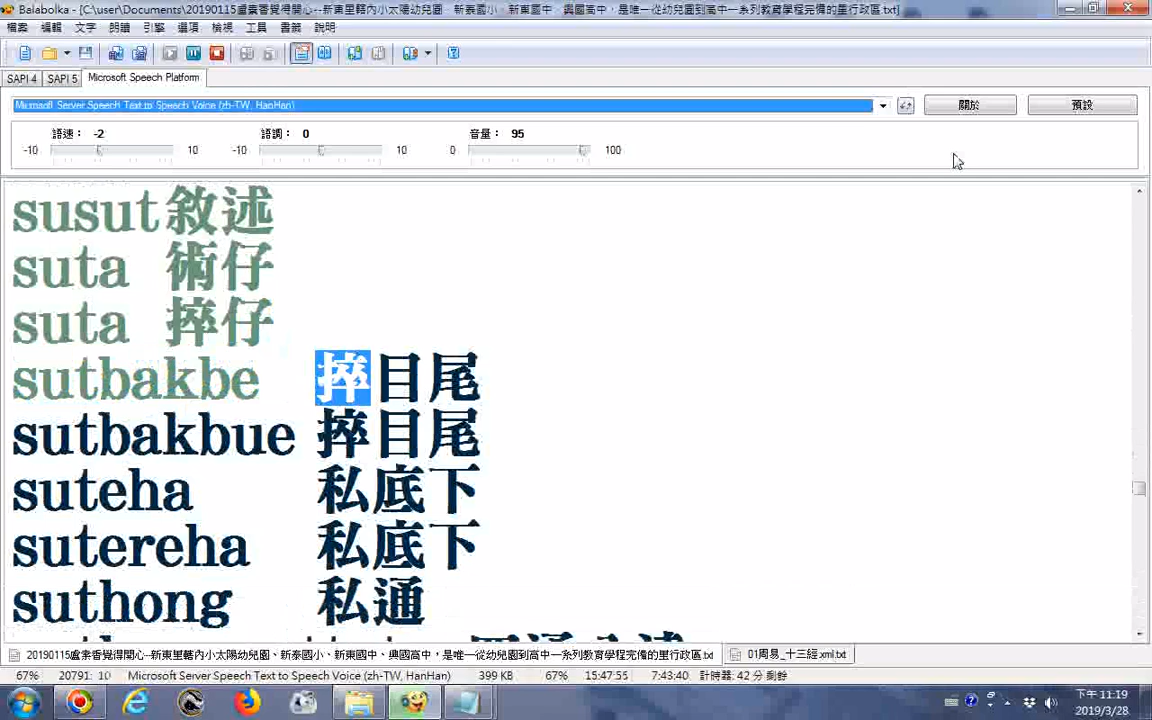 Balabolka - [C:\user\Documents\20190115盧素香覺得開心--新東里轄內小太陽幼兒園、新泰國小、新東國中、興國高中，是唯一從幼兒園到高中一系列教育學程完備的里行政區.txt]
檔案 編輯 文字 朗讀 引擎 選項 檢視 工具 書籤 說明
SAPI 4 SAPI 5 Microsoft Speech Platform
Microsoft Server Speech Text to Speech Voice (zh-TW, HanHan) 關於 預設
語速： -2 語調： 0 音量： 95
-10 10 -10 10 0 100
susut敘述
suta 術仔
suta 捽仔
sutbakbe 捽目尾
sutbakbue 捽目尾
suteha 私底下
sutereha 私底下
suthong 私通
20190115盧素香覺得開心--新東里轄內小太陽幼兒園、新泰國小、新東國中、興國高中，是唯一從幼兒園到高中一系列教育學程完備的里行政區.txt 01周易_十三經.xml.txt
67% 20791: 10 Microsoft Server Speech Text to Speech Voice (zh-TW, HanHan) 399 KB 67% 15:47:55 7:43:40 計時器: 42 分 剩餘
下午 11:19
2019/3/28